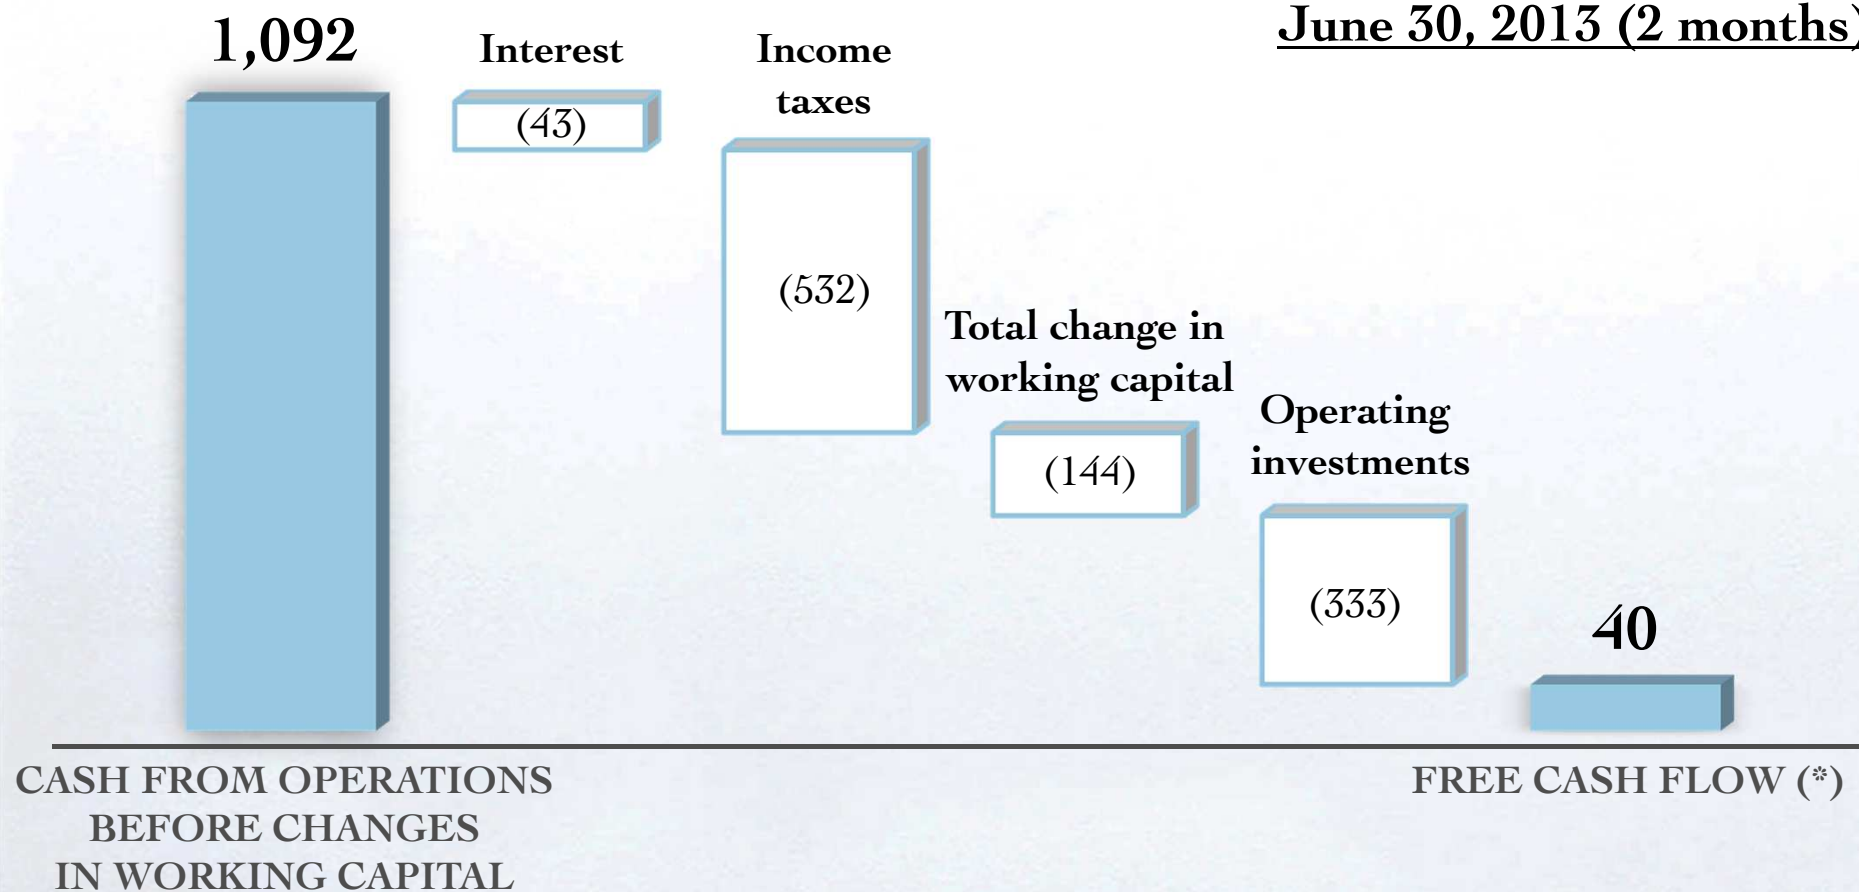 June 30, 2013 (2 months)
1,092
Interest
(43)
Income
taxes
(532)
Total change in
working capital
(144)
Operating
investments
(333)
40
CASH FROM OPERATIONS
BEFORE CHANGES
IN WORKING CAPITAL
FREE CASH FLOW (*)